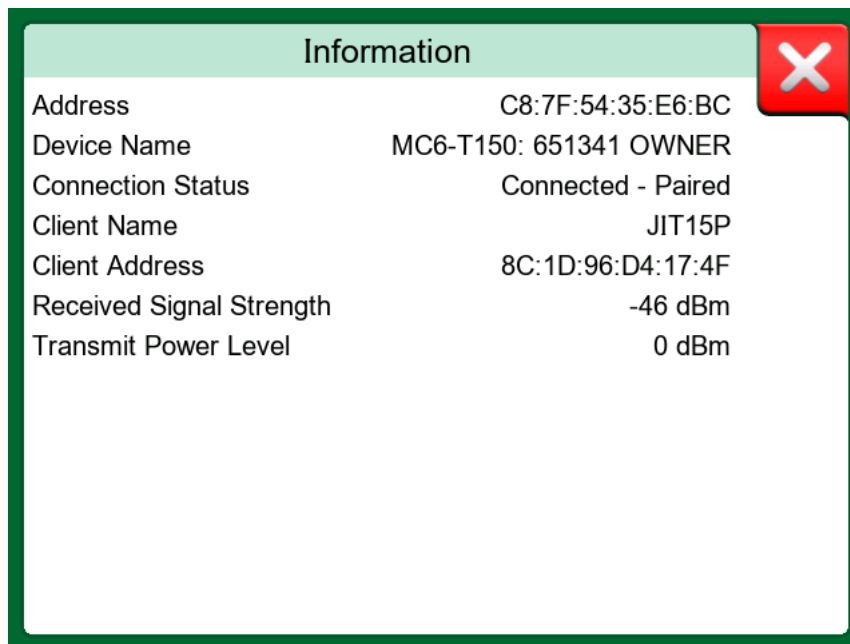 Information
Address C8:7F:54:35:E6:BC
Device Name MC6-T150: 651341 OWNER
Connection Status Connected - Paired
Client Name JIT15P
Client Address 8C:1D:96:D4:17:4F
Received Signal Strength -46 dBm
Transmit Power Level 0 dBm